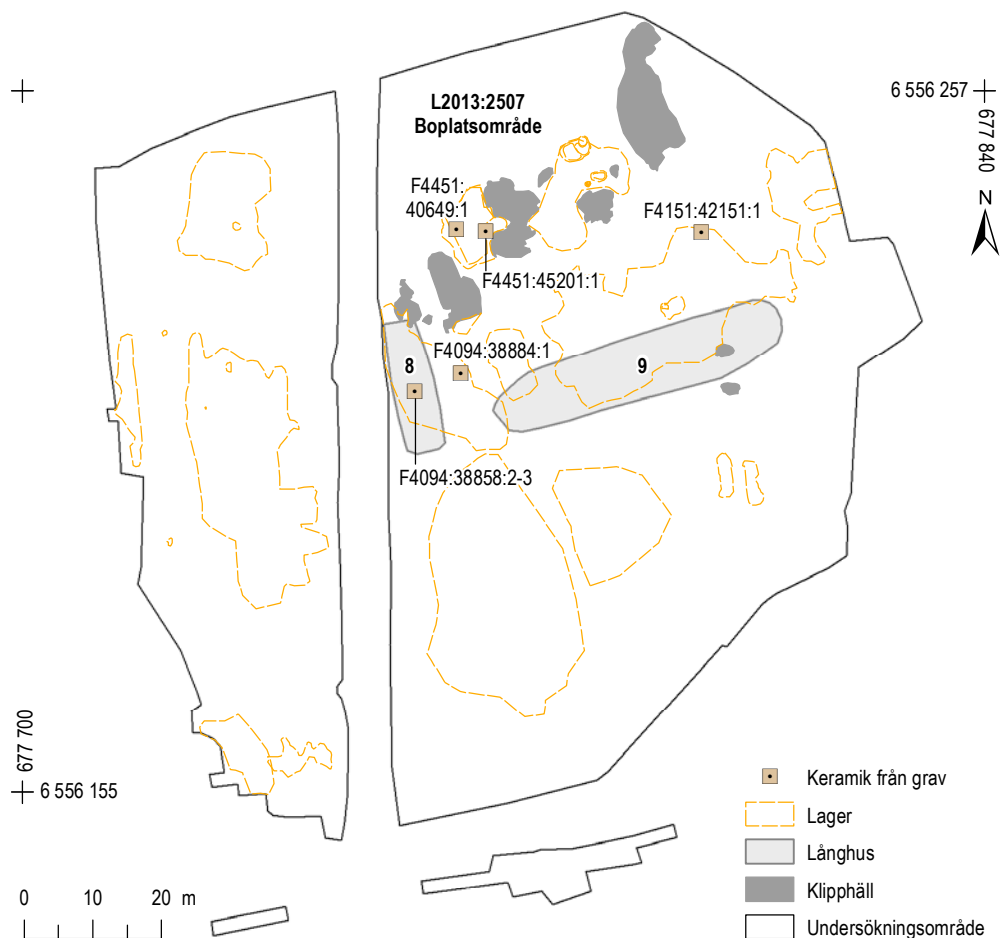 L2013:2507
Boplatsområde
6 556 257
677 840
N
F4451:
40649:1
F4151:42151:1
F4451:45201:1
F4094:38884:1
8
9
F4094:38858:2-3
677 700
6 556 155
Keramik från grav
Lager
Långhus
Klipphäll
Undersökningsområde
0 10 20 m